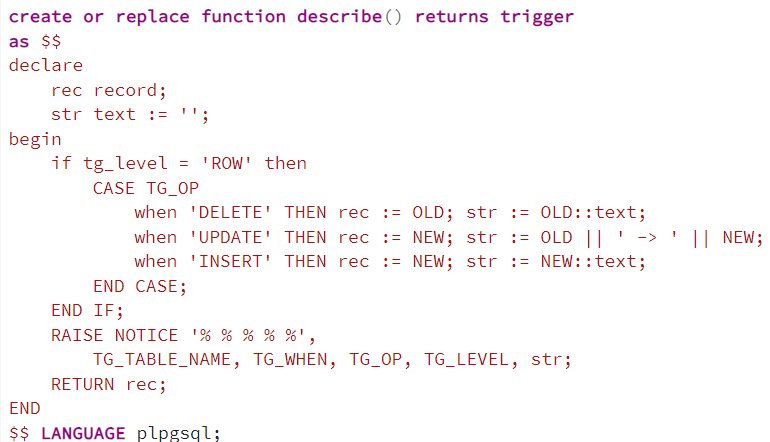 create or replace function describe() returns trigger
as $$
declare
    rec record;
    str text := '';
begin
    if tg_level = 'ROW' then
        CASE TG_OP
            when 'DELETE' THEN rec := OLD; str := OLD::text;
            when 'UPDATE' THEN rec := NEW; str := OLD || ' -> ' || NEW;
            when 'INSERT' THEN rec := NEW; str := NEW::text;
        END CASE;
    END IF;
    RAISE NOTICE '% % % % %',
        TG_TABLE_NAME, TG_WHEN, TG_OP, TG_LEVEL, str;
    RETURN rec;
END
$$ LANGUAGE plpgsql;